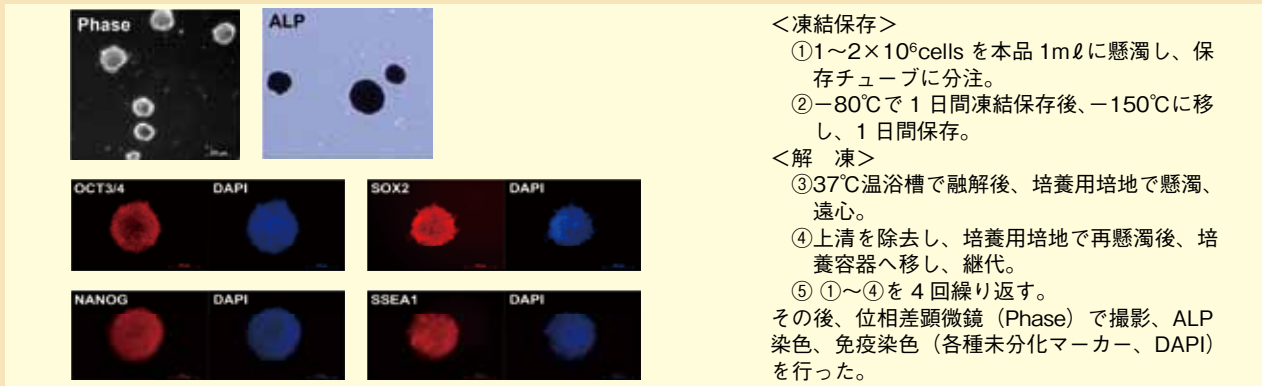 Phase
ALP
OCT3/4
DAPI
SOX2
DAPI
NANOG
DAPI
SSEA1
DAPI
＜凍結保存＞
①1～2×10⁶cells を本品 1mℓに懸濁し、保
存チューブに分注。
②－80℃で 1 日間凍結保存後、－150℃に移
し、1 日間保存。
＜解　凍＞
③37℃温浴槽で融解後、培養用培地で懸濁、
遠心。
④上清を除去し、培養用培地で再懸濁後、培
養容器へ移し、継代。
⑤ ①～④を 4 回繰り返す。
その後、位相差顕微鏡（Phase）で撮影、ALP
染色、免疫染色（各種未分化マーカー、DAPI）
を行った。